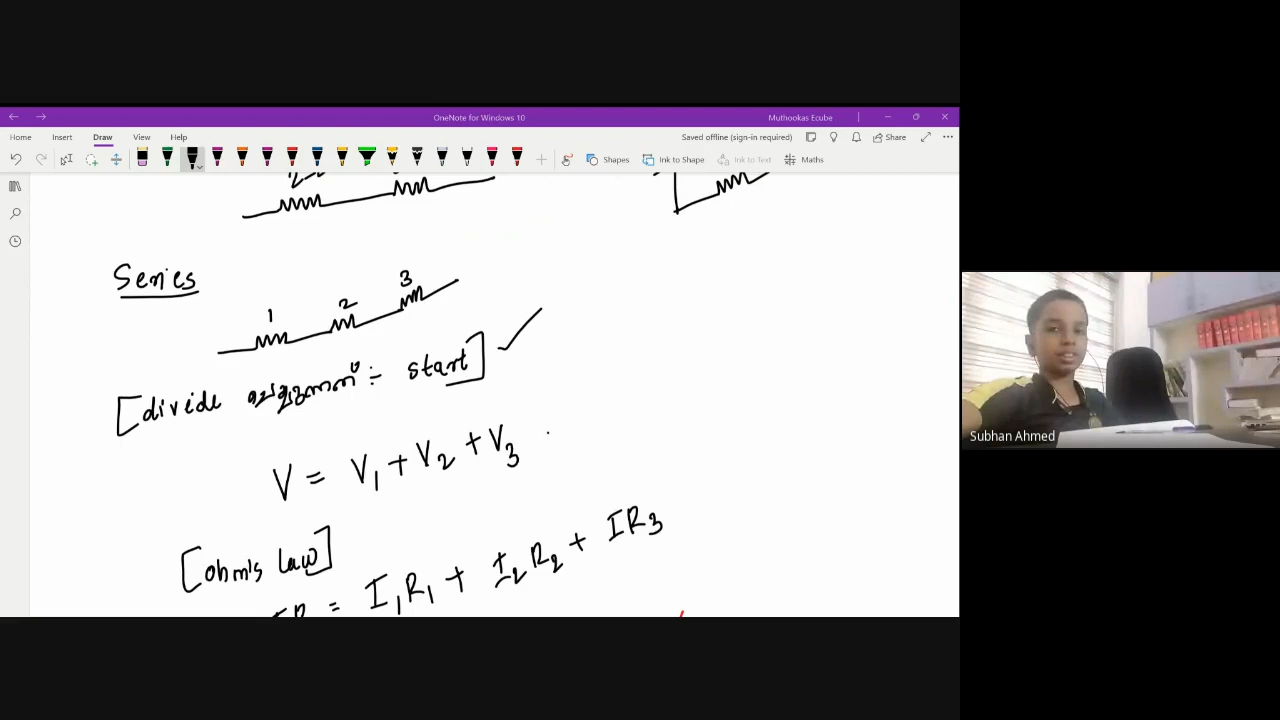 OneNote for Windows 10
Muthookas Ecube
Home Insert Draw View Help
Saved offline (sign-in required) Share
Shapes Ink to Shape Ink to Text Maths
Series
1 2 3
[divide ÷ start] ✓
V = V₁ + V₂ + V₃
[ohm's law]
IR = I₁R₁ + I₂R₂ + IR₃
Subhan Ahmed